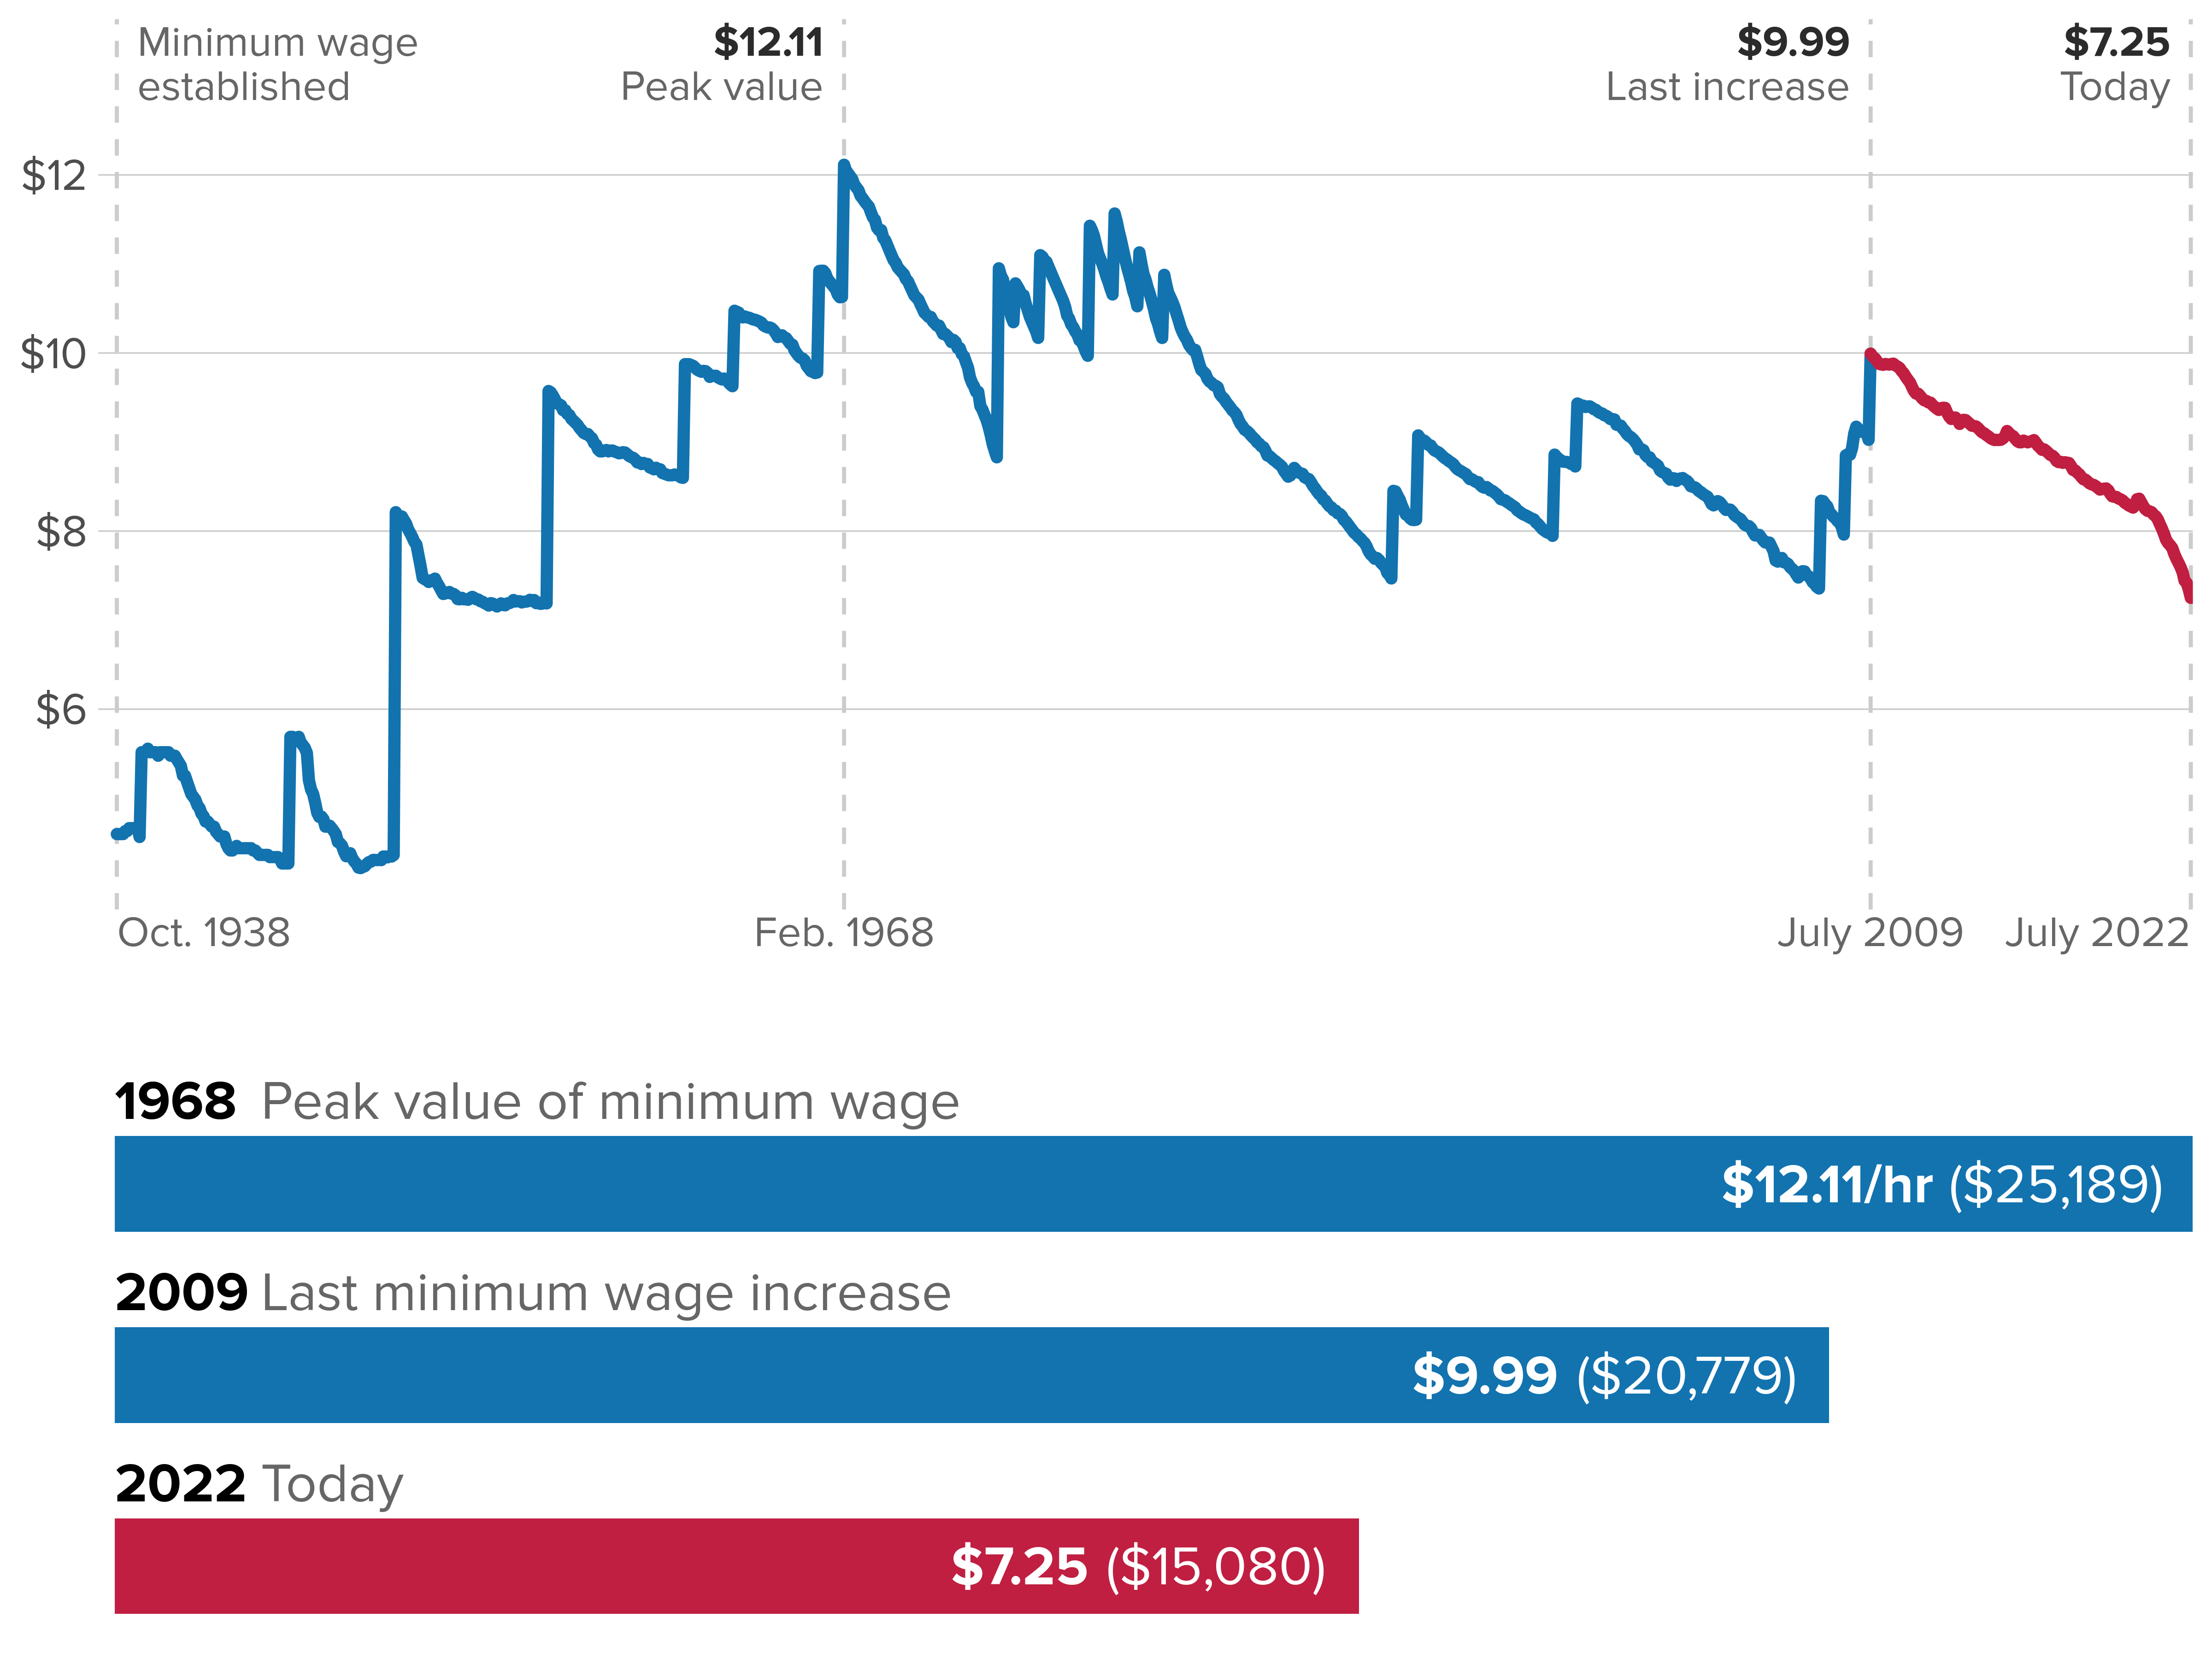 Minimum wage
established
$12.11
Peak value
$9.99
Last increase
$7.25
Today
$12
$10
$8
$6
Oct. 1938
Feb. 1968
July 2009
July 2022
1968 Peak value of minimum wage
$12.11/hr ($25,189)
2009 Last minimum wage increase
$9.99 ($20,779)
2022 Today
$7.25 ($15,080)